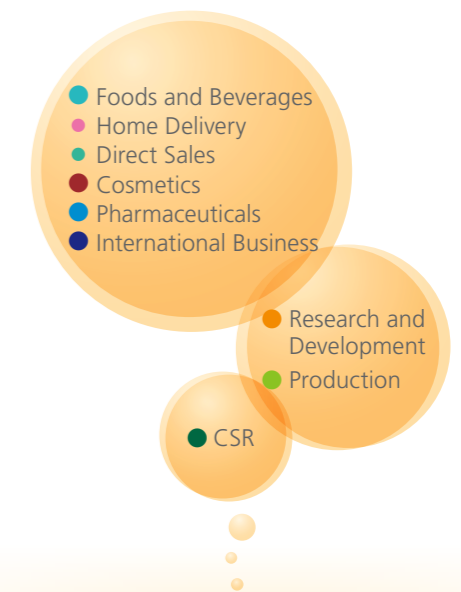 Foods and Beverages
Home Delivery
Direct Sales
Cosmetics
Pharmaceuticals
International Business
Research and
Development
Production
CSR